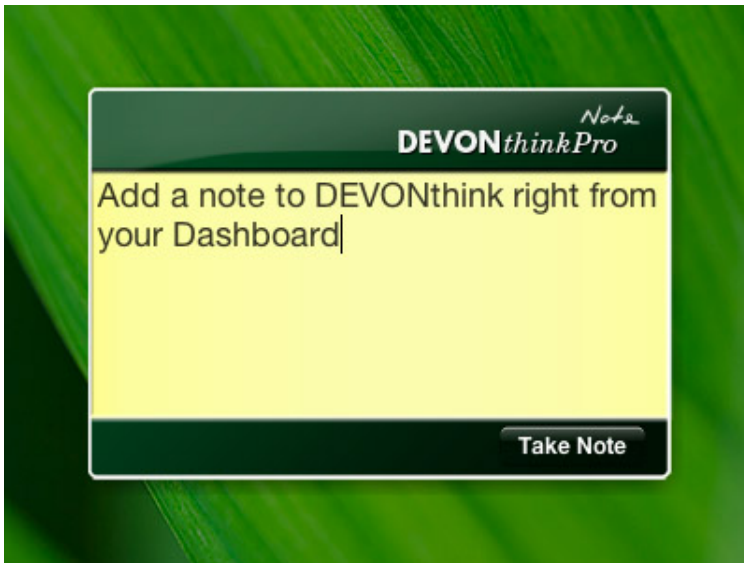 Note
DEVONthinkPro
Add a note to DEVONthink right from
your Dashboard
Take Note